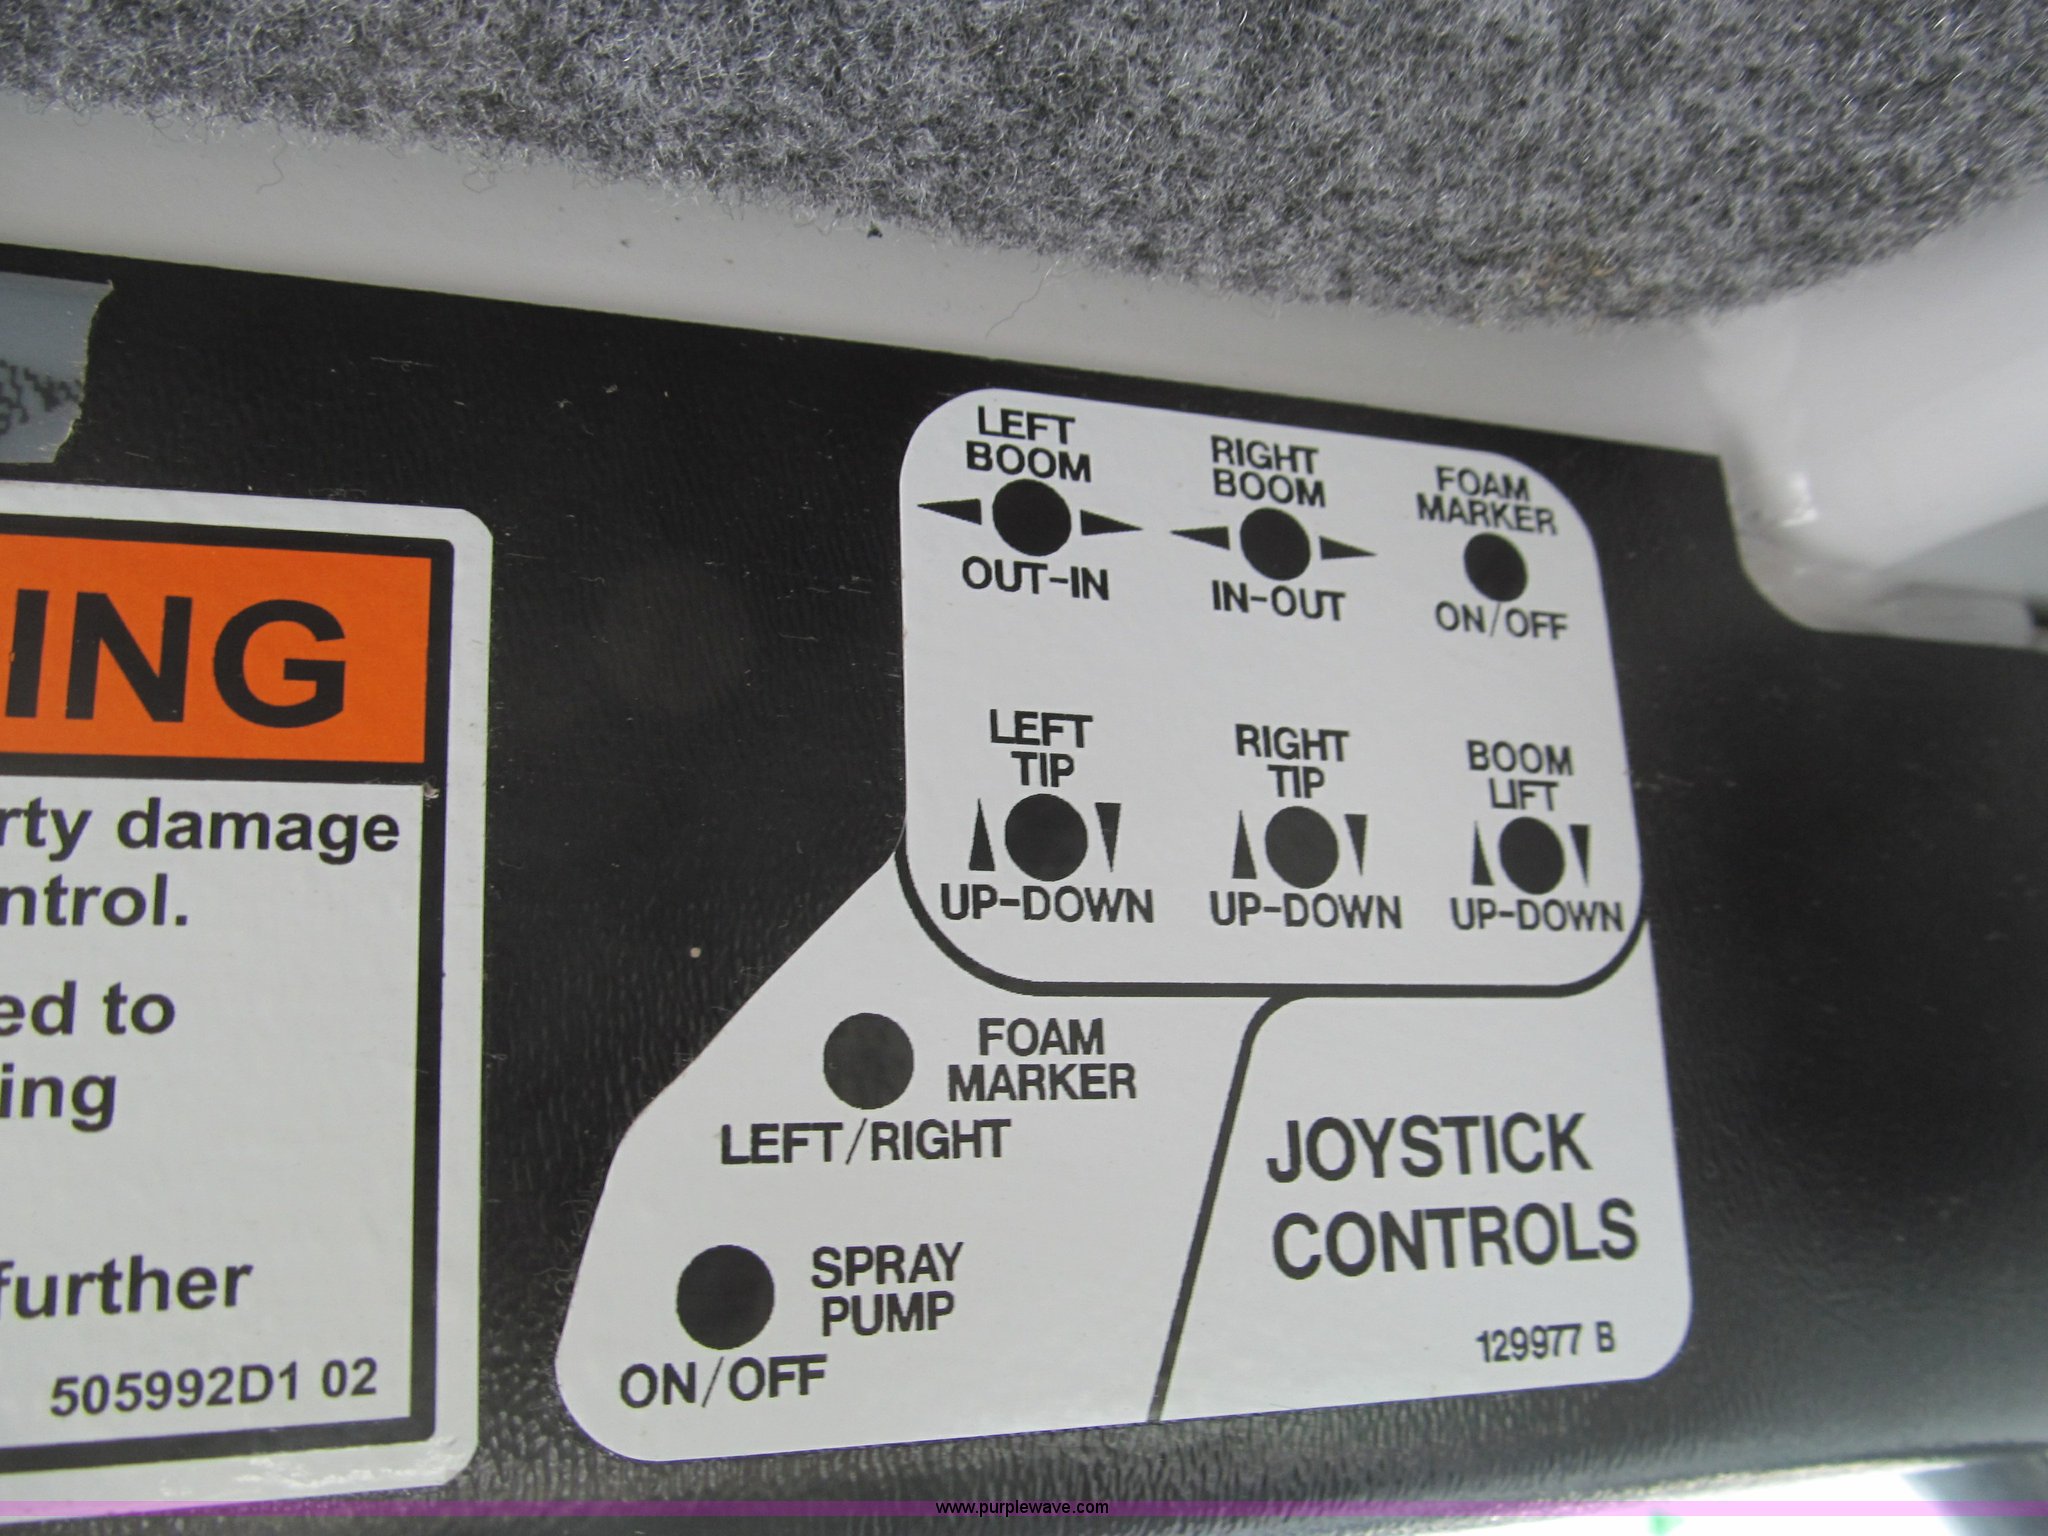 ING
rty damage
ntrol.
ed to
ing
further
505992D1 02
LEFT
BOOM
OUT-IN
RIGHT
BOOM
IN-OUT
FOAM
MARKER
ON/OFF
LEFT
TIP
UP-DOWN
RIGHT
TIP
UP-DOWN
BOOM
LIFT
UP-DOWN
FOAM
MARKER
LEFT/RIGHT
SPRAY
PUMP
ON/OFF
JOYSTICK
CONTROLS
129977 B
www.purplewave.com